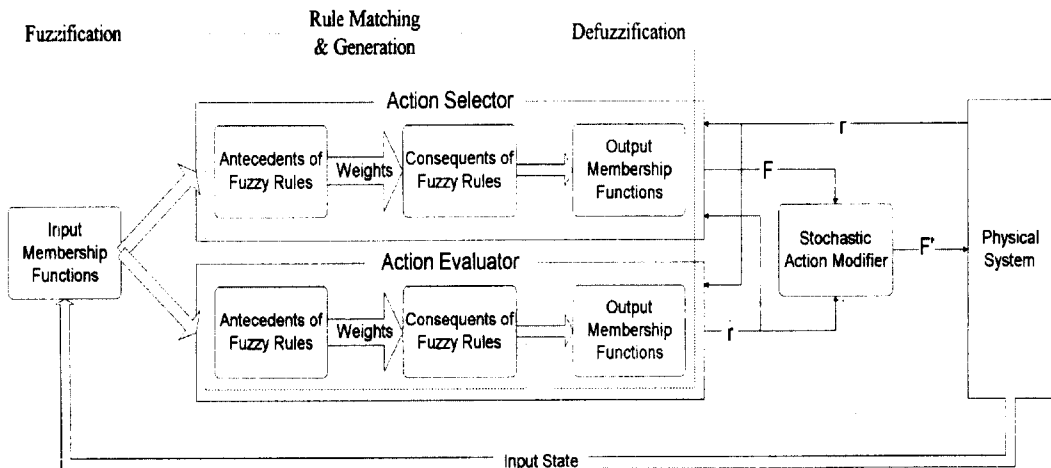 Fuzzification
Rule Matching
& Generation
Defuzzification
Action Selector
Antecedents of
Fuzzy Rules
Weights
Consequents of
Fuzzy Rules
Output
Membership
Functions
r
F
Input
Membership
Functions
Stochastic
Action Modifier
F'
Physical
System
Action Evaluator
Antecedents of
Fuzzy Rules
Weights
Consequents of
Fuzzy Rules
Output
Membership
Functions
r̂
Input State